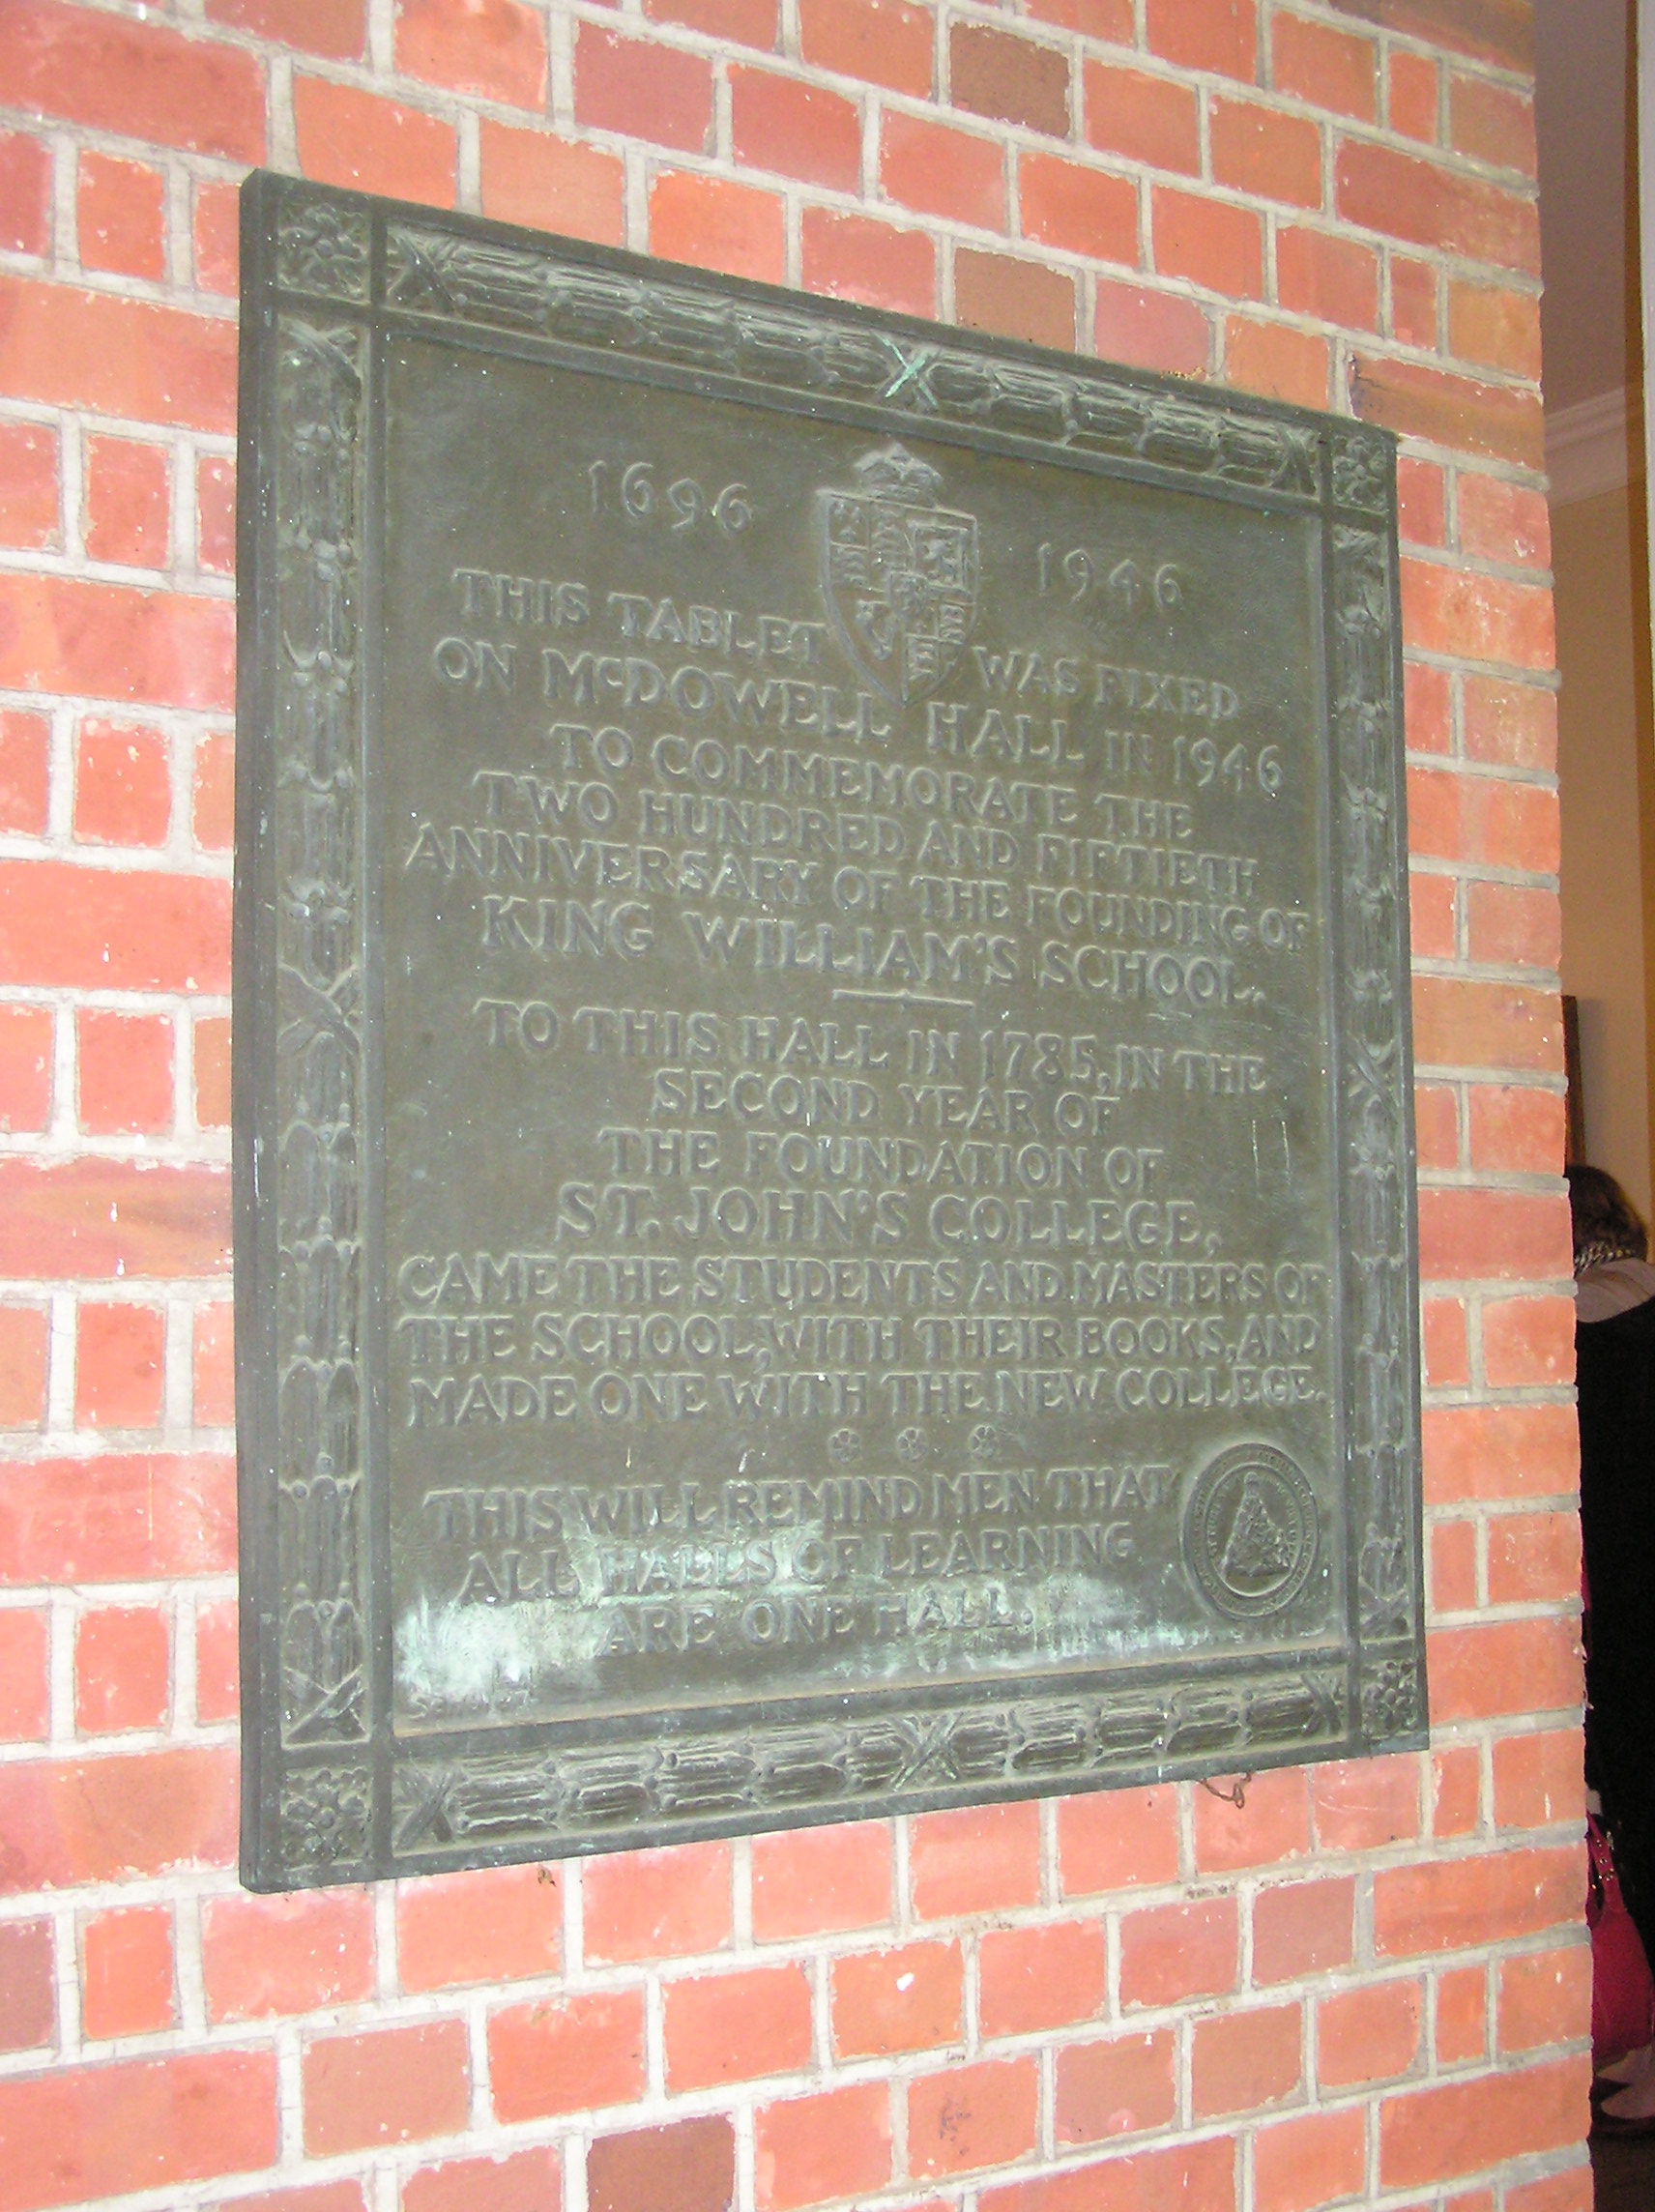 1696 1946
THIS TABLET WAS FIXED
ON McDOWELL HALL IN 1946
TO COMMEMORATE THE
TWO HUNDRED AND FIFTIETH
ANNIVERSARY OF THE FOUNDING OF
KING WILLIAM'S SCHOOL.
TO THIS HALL IN 1785, IN THE
SECOND YEAR OF
THE FOUNDATION OF
ST. JOHN'S COLLEGE,
CAME THE STUDENTS AND MASTERS OF
THE SCHOOL, WITH THEIR BOOKS, AND
MADE ONE WITH THE NEW COLLEGE.
THIS WILL REMIND MEN THAT
ALL HALLS OF LEARNING
ARE ONE HALL.